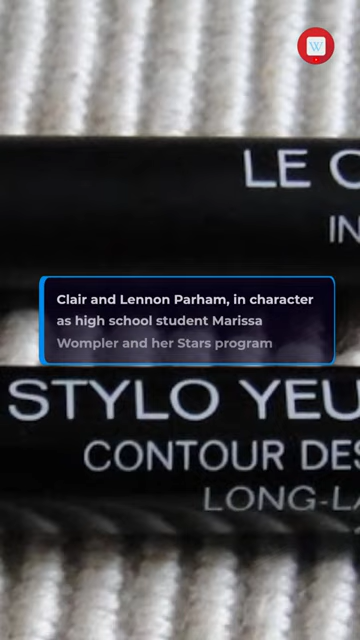 W
LE C
IN
Clair and Lennon Parham, in character
as high school student Marissa
Wompler and her Stars program
STYLO YEU
CONTOUR DES
LONG-LA